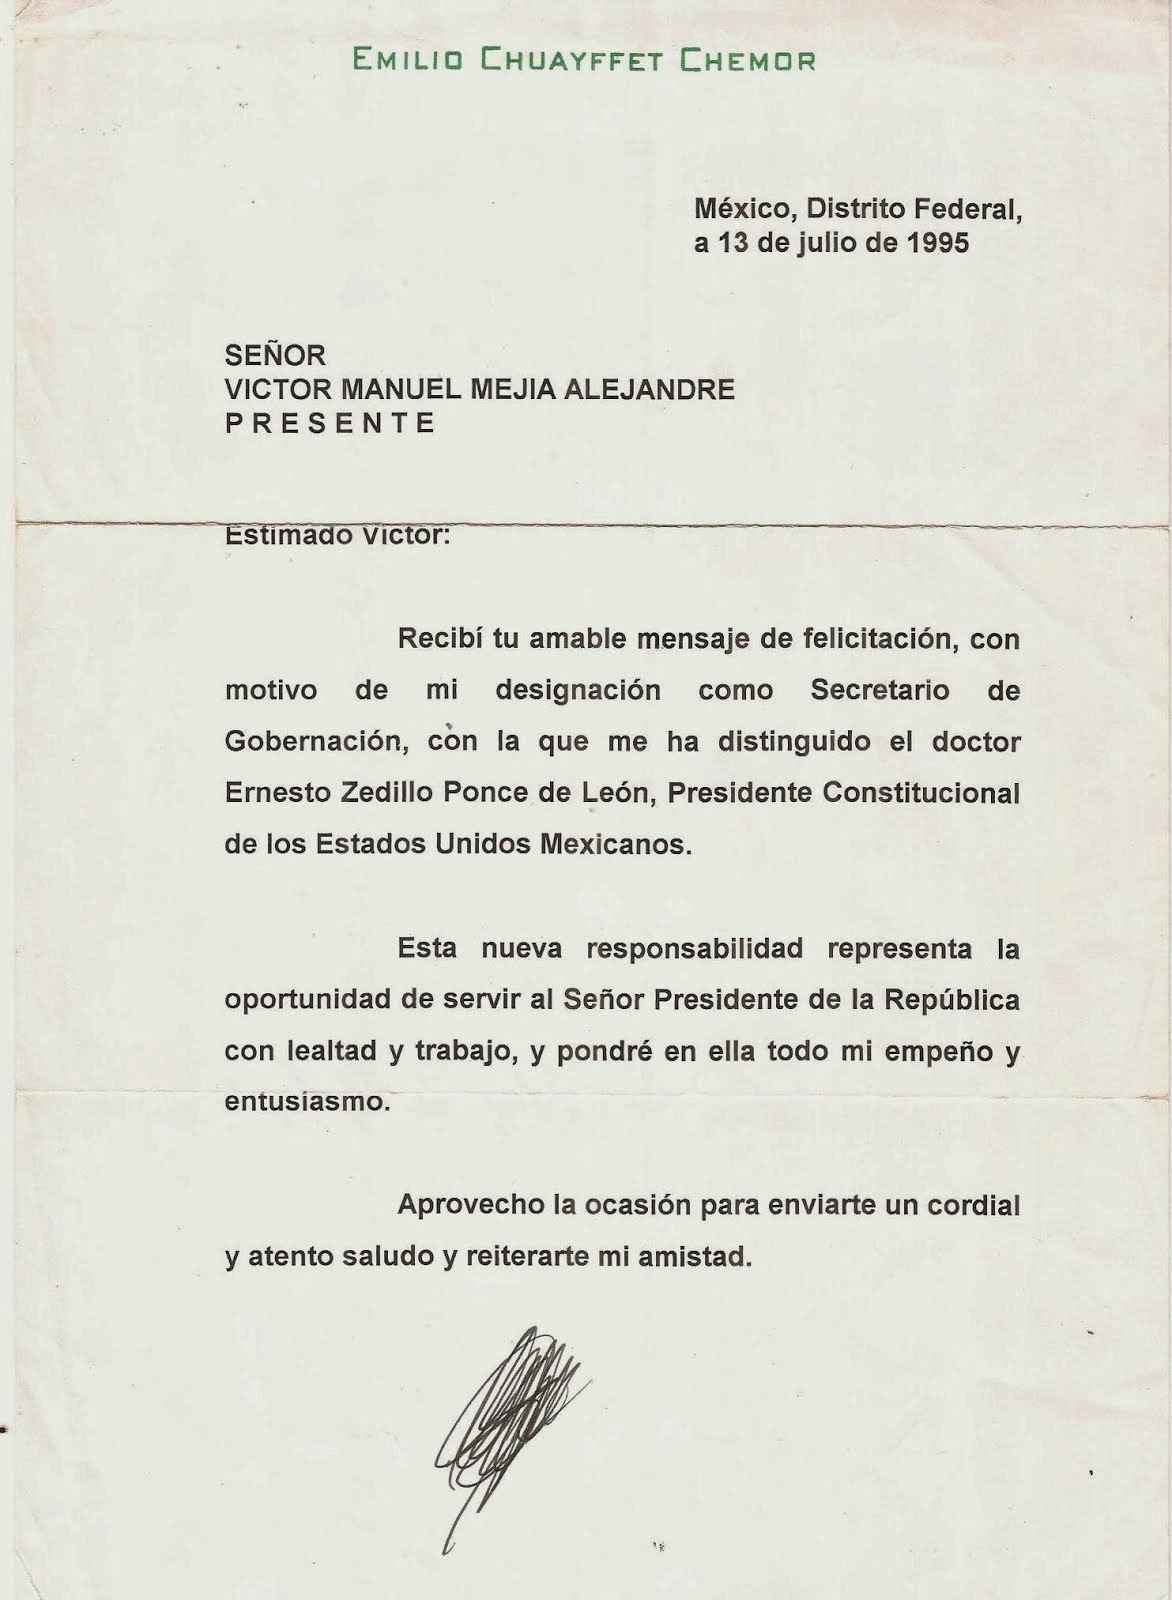 EMILIO CHUAYFFET CHEMOR
México, Distrito Federal,
a 13 de julio de 1995
SEÑOR
VICTOR MANUEL MEJIA ALEJANDRE
P R E S E N T E
Estimado Victor:
Recibí tu amable mensaje de felicitación, con
motivo de mi designación como Secretario de
Gobernación, con la que me ha distinguido el doctor
Ernesto Zedillo Ponce de León, Presidente Constitucional
de los Estados Unidos Mexicanos.
Esta nueva responsabilidad representa la
oportunidad de servir al Señor Presidente de la República
con lealtad y trabajo, y pondré en ella todo mi empeño y
entusiasmo.
Aprovecho la ocasión para enviarte un cordial
y atento saludo y reiterarte mi amistad.